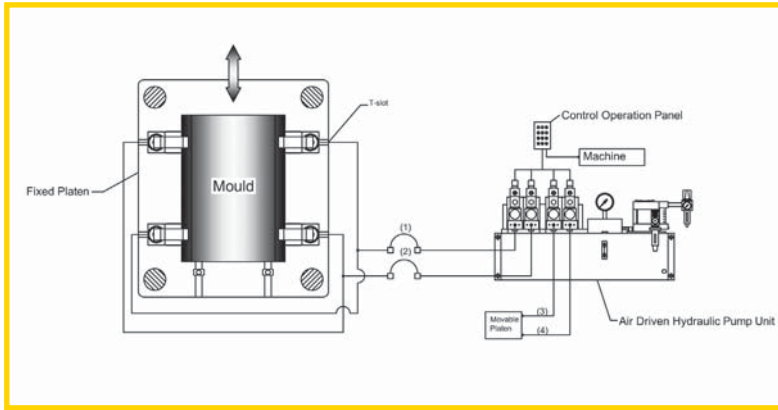 T-slot
Control Operation Panel
Machine
Fixed Platen
Mould
(1)
(2)
(3)
Movable
Platen
(4)
Air Driven Hydraulic Pump Unit